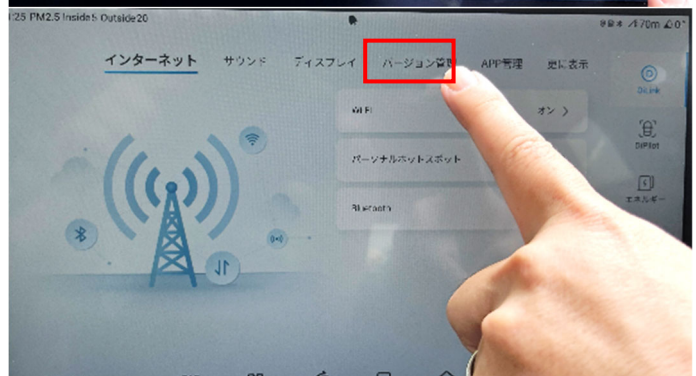 :25 PM2.5 Inside5 Outside20
インターネット サウンド ディスプレイ バージョン管理 APP管理 更に表示
DiLink
Wi-Fi オン
パーソナルホットスポット
DiPilot
Bluetooth
エネルギー